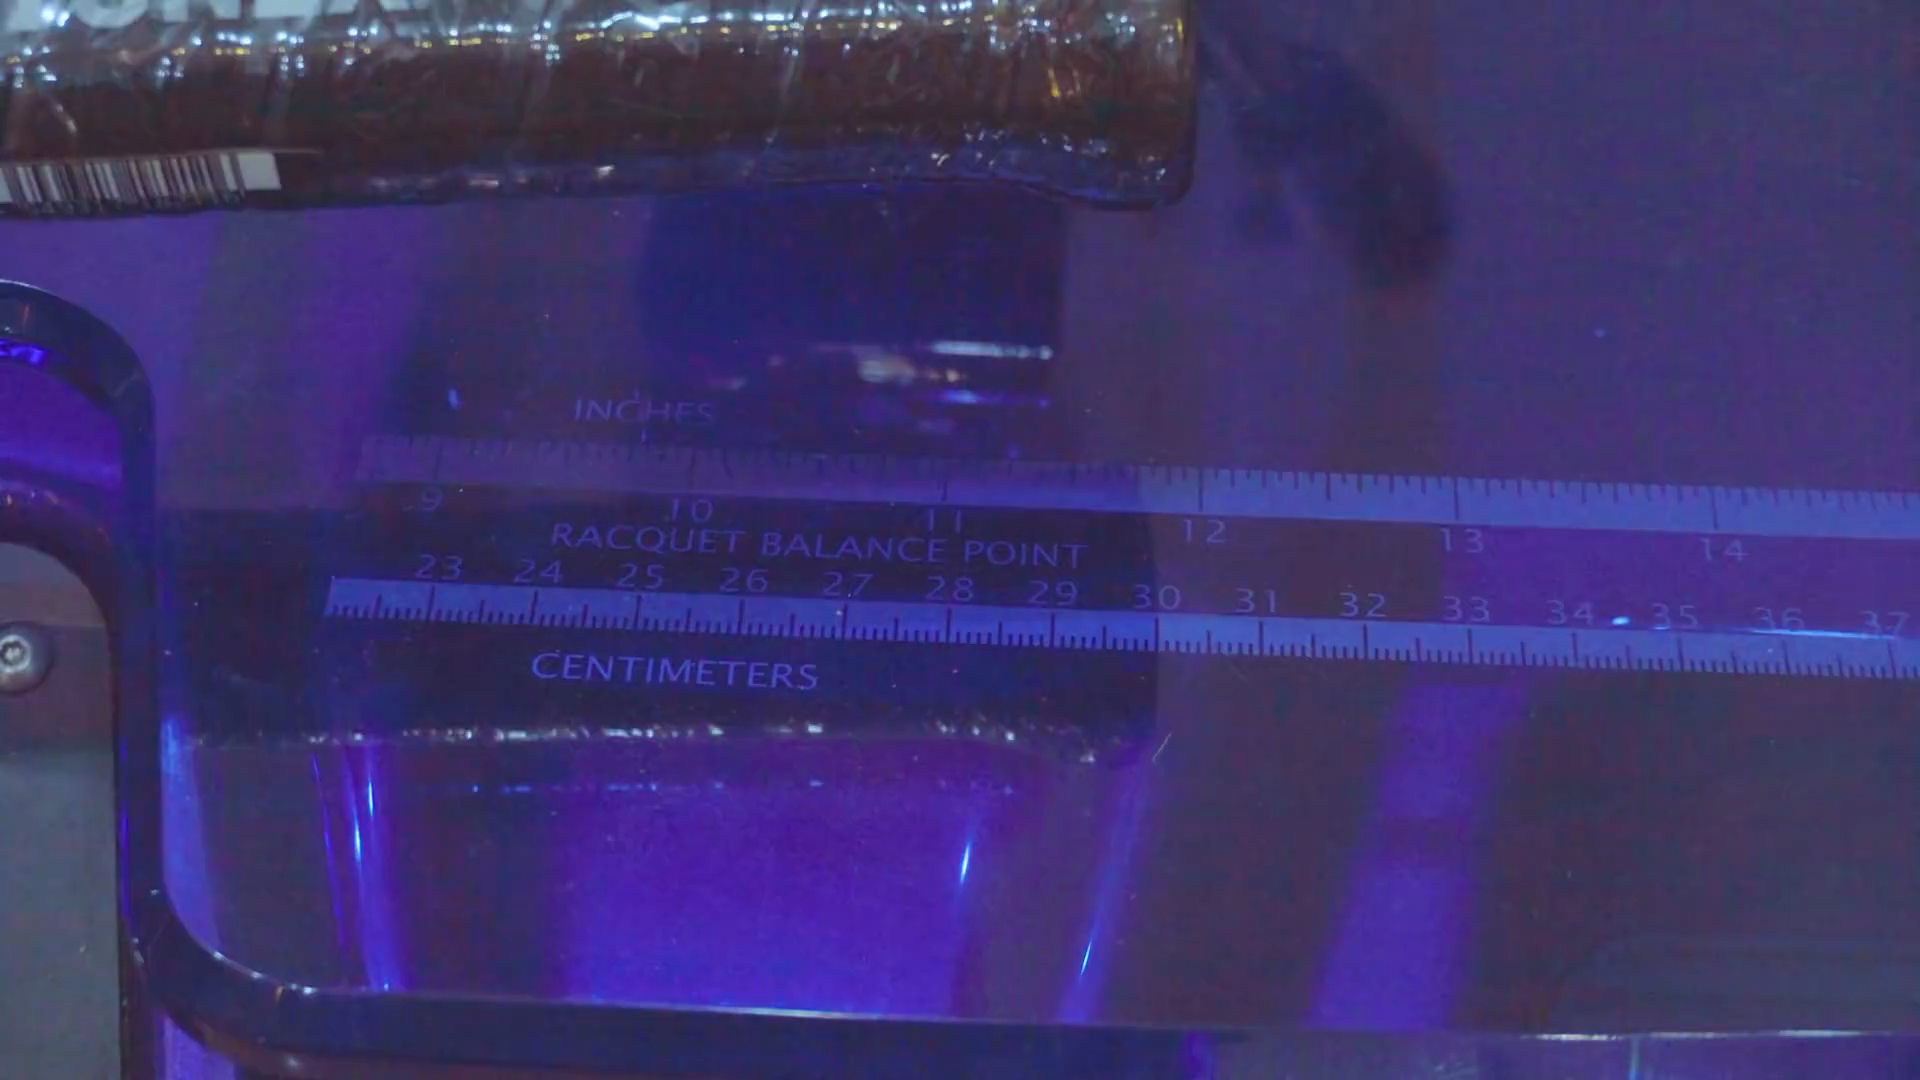 INCHES
9 10 11 12 13 14
RACQUET BALANCE POINT
23 24 25 26 27 28 29 30 31 32 33 34 35 36 37
CENTIMETERS